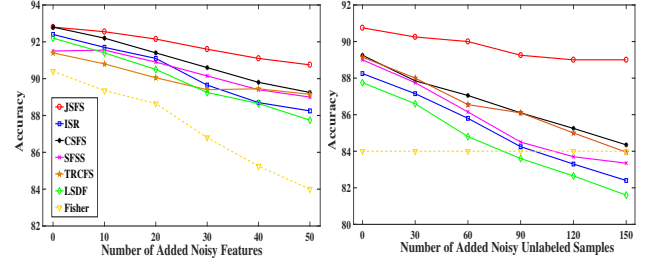 94
92
90
88
86
84
82
Accuracy
JSFS
ISR
CSFS
SFSS
TRCFS
LSDF
Fisher
0 10 20 30 40 50
Number of Added Noisy Features
92
90
88
86
84
82
80
Accuracy
0 30 60 90 120 150
Number of Added Noisy Unlabeled Samples